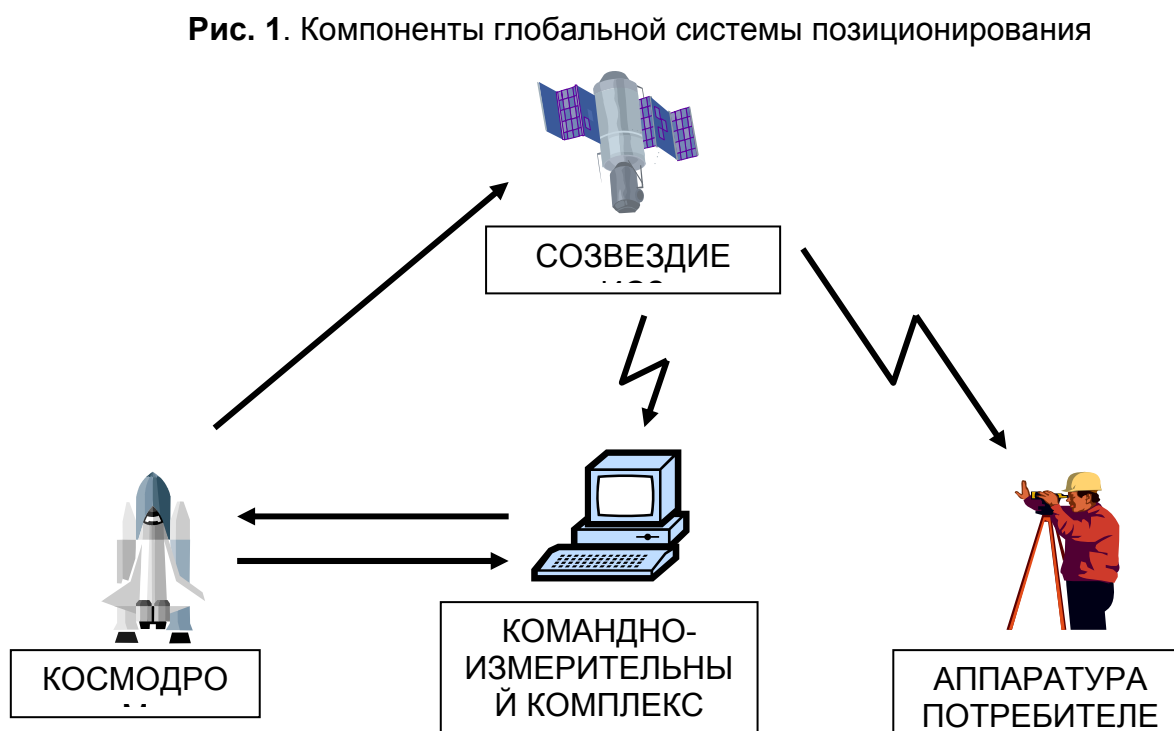 Рис. 1. Компоненты глобальной системы позиционирования
СОЗВЕЗДИЕ
КОМАНДНО-
ИЗМЕРИТЕЛЬНЫ
Й КОМПЛЕКС
КОСМОДРО
АППАРАТУРА
ПОТРЕБИТЕЛЕ